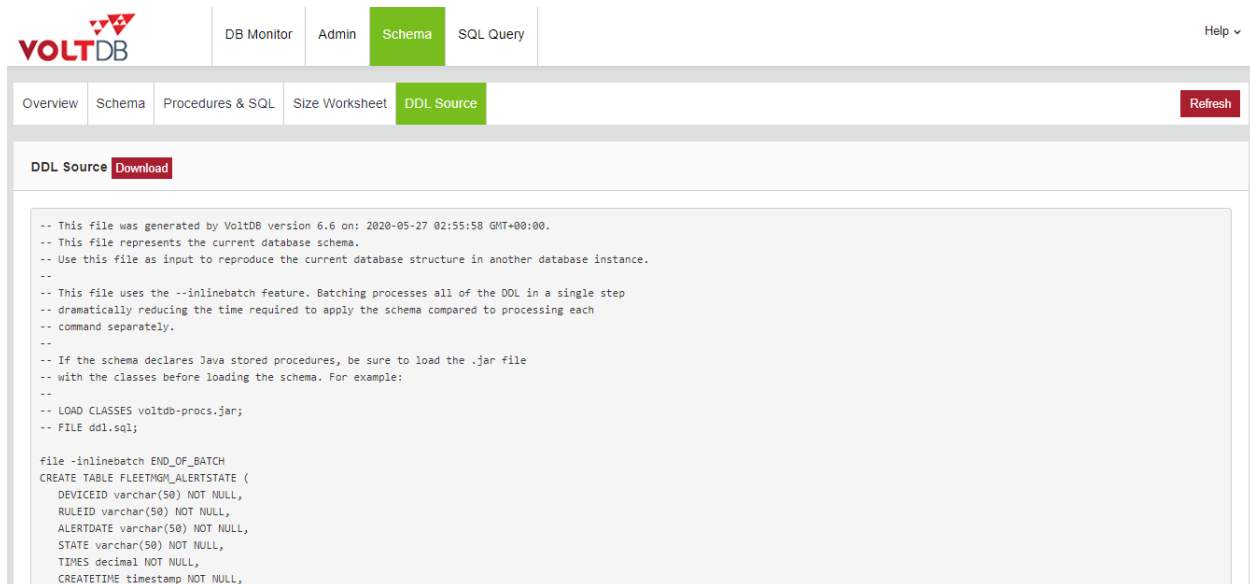 VOLTDB
DB Monitor Admin Schema SQL Query Help
Overview Schema Procedures & SQL Size Worksheet DDL Source Refresh
DDL Source Download
-- This file was generated by VoltDB version 6.6 on: 2020-05-27 02:55:58 GMT+00:00.
-- This file represents the current database schema.
-- Use this file as input to reproduce the current database structure in another database instance.
--
-- This file uses the --inlinebatch feature. Batching processes all of the DDL in a single step
-- dramatically reducing the time required to apply the schema compared to processing each
-- command separately.
--
-- If the schema declares Java stored procedures, be sure to load the .jar file
-- with the classes before loading the schema. For example:
--
-- LOAD CLASSES voltdb-procs.jar;
-- FILE ddl.sql;
file -inlinebatch END_OF_BATCH
CREATE TABLE FLEETMGM_ALERTSTATE (
DEVICEID varchar(50) NOT NULL,
RULEID varchar(50) NOT NULL,
ALERTDATE varchar(50) NOT NULL,
STATE varchar(50) NOT NULL,
TIMES decimal NOT NULL,
CREATETIME timestamp NOT NULL,